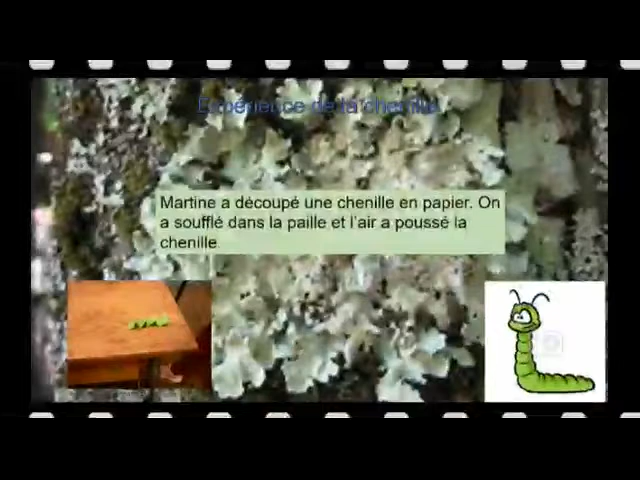 Expérience de la chenille
Martine a découpé une chenille en papier. On
a soufflé dans la paille et l'air a poussé la
chenille.